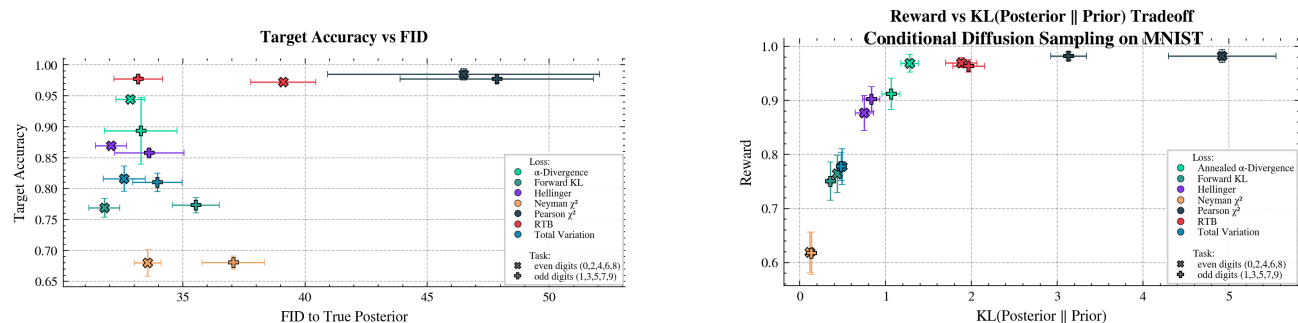 Target Accuracy vs FID
Target Accuracy
1.00
0.95
0.90
0.85
0.80
0.75
0.70
0.65
35
40
45
50
FID to True Posterior
Loss:
α-Divergence
Forward KL
Hellinger
Neyman χ²
Pearson χ²
RTB
Total Variation
Task:
even digits (0,2,4,6,8)
odd digits (1,3,5,7,9)
Reward vs KL(Posterior || Prior) Tradeoff
Conditional Diffusion Sampling on MNIST
Reward
1.0
0.9
0.8
0.7
0.6
0
1
2
3
4
5
KL(Posterior || Prior)
Loss:
Annealed α-Divergence
Forward KL
Hellinger
Neyman χ²
Pearson χ²
RTB
Total Variation
Task:
even digits (0,2,4,6,8)
odd digits (1,3,5,7,9)